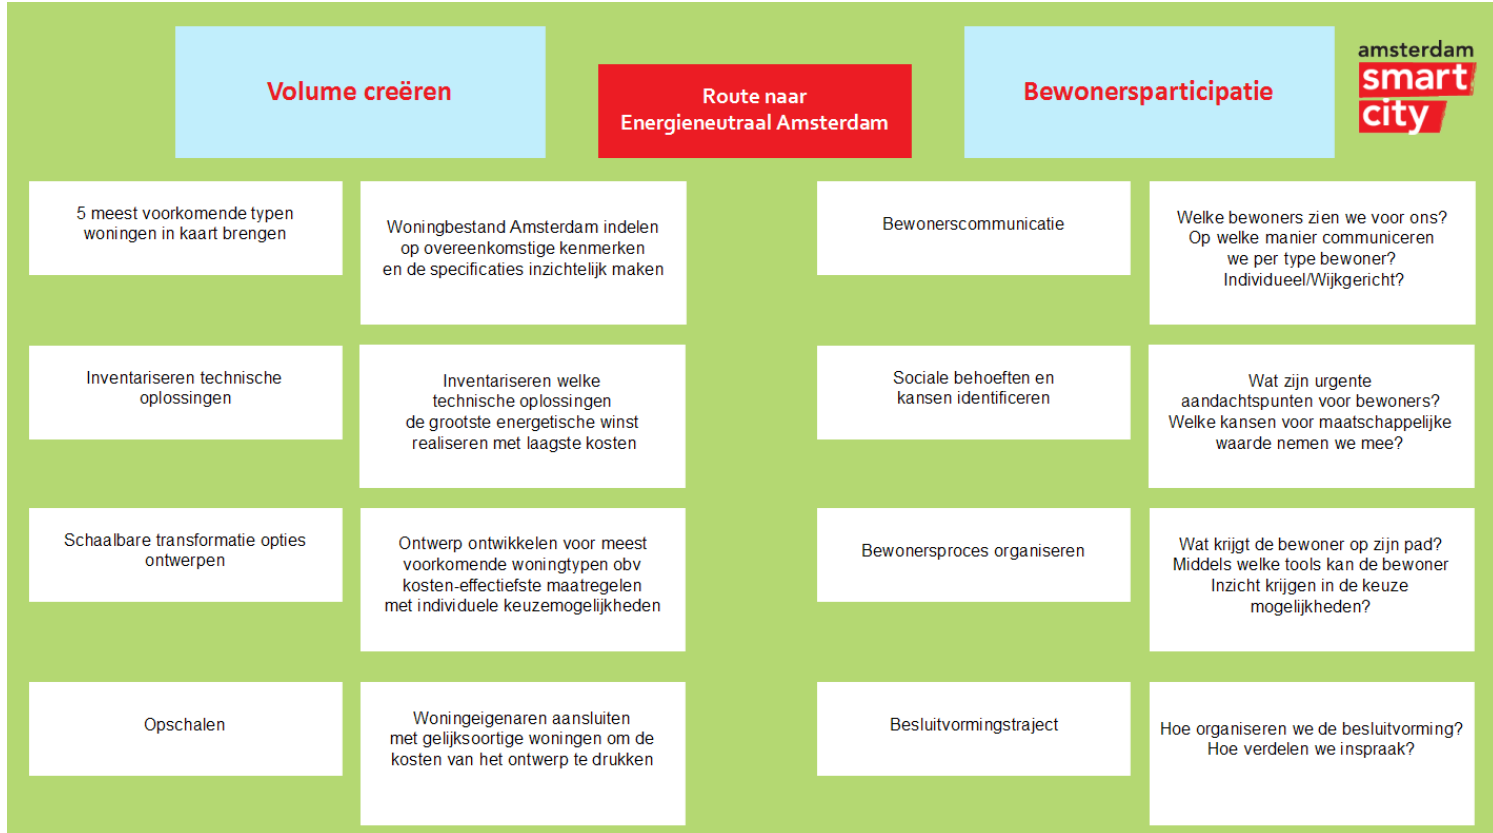 Volume creëren
Route naar
Energieneutraal Amsterdam
Bewonersparticipatie
amsterdam
smart
city
5 meest voorkomende typen
woningen in kaart brengen
Woningbestand Amsterdam indelen
op overeenkomstige kenmerken
en de specificaties inzichtelijk maken
Inventariseren technische
oplossingen
Inventariseren welke
technische oplossingen
de grootste energetische winst
realiseren met laagste kosten
Schaalbare transformatie opties
ontwerpen
Ontwerp ontwikkelen voor meest
voorkomende woningtypen obv
kosten-effectiefste maatregelen
met individuele keuzemogelijkheden
Opschalen
Woningeigenaren aansluiten
met gelijksoortige woningen om de
kosten van het ontwerp te drukken
Bewonerscommunicatie
Welke bewoners zien we voor ons?
Op welke manier communiceren
we per type bewoner?
Individueel/Wijkgericht?
Sociale behoeften en
kansen identificeren
Wat zijn urgente
aandachtspunten voor bewoners?
Welke kansen voor maatschappelijke
waarde nemen we mee?
Bewonersproces organiseren
Wat krijgt de bewoner op zijn pad?
Middels welke tools kan de bewoner
Inzicht krijgen in de keuze
mogelijkheden?
Besluitvormingstraject
Hoe organiseren we de besluitvorming?
Hoe verdelen we inspraak?